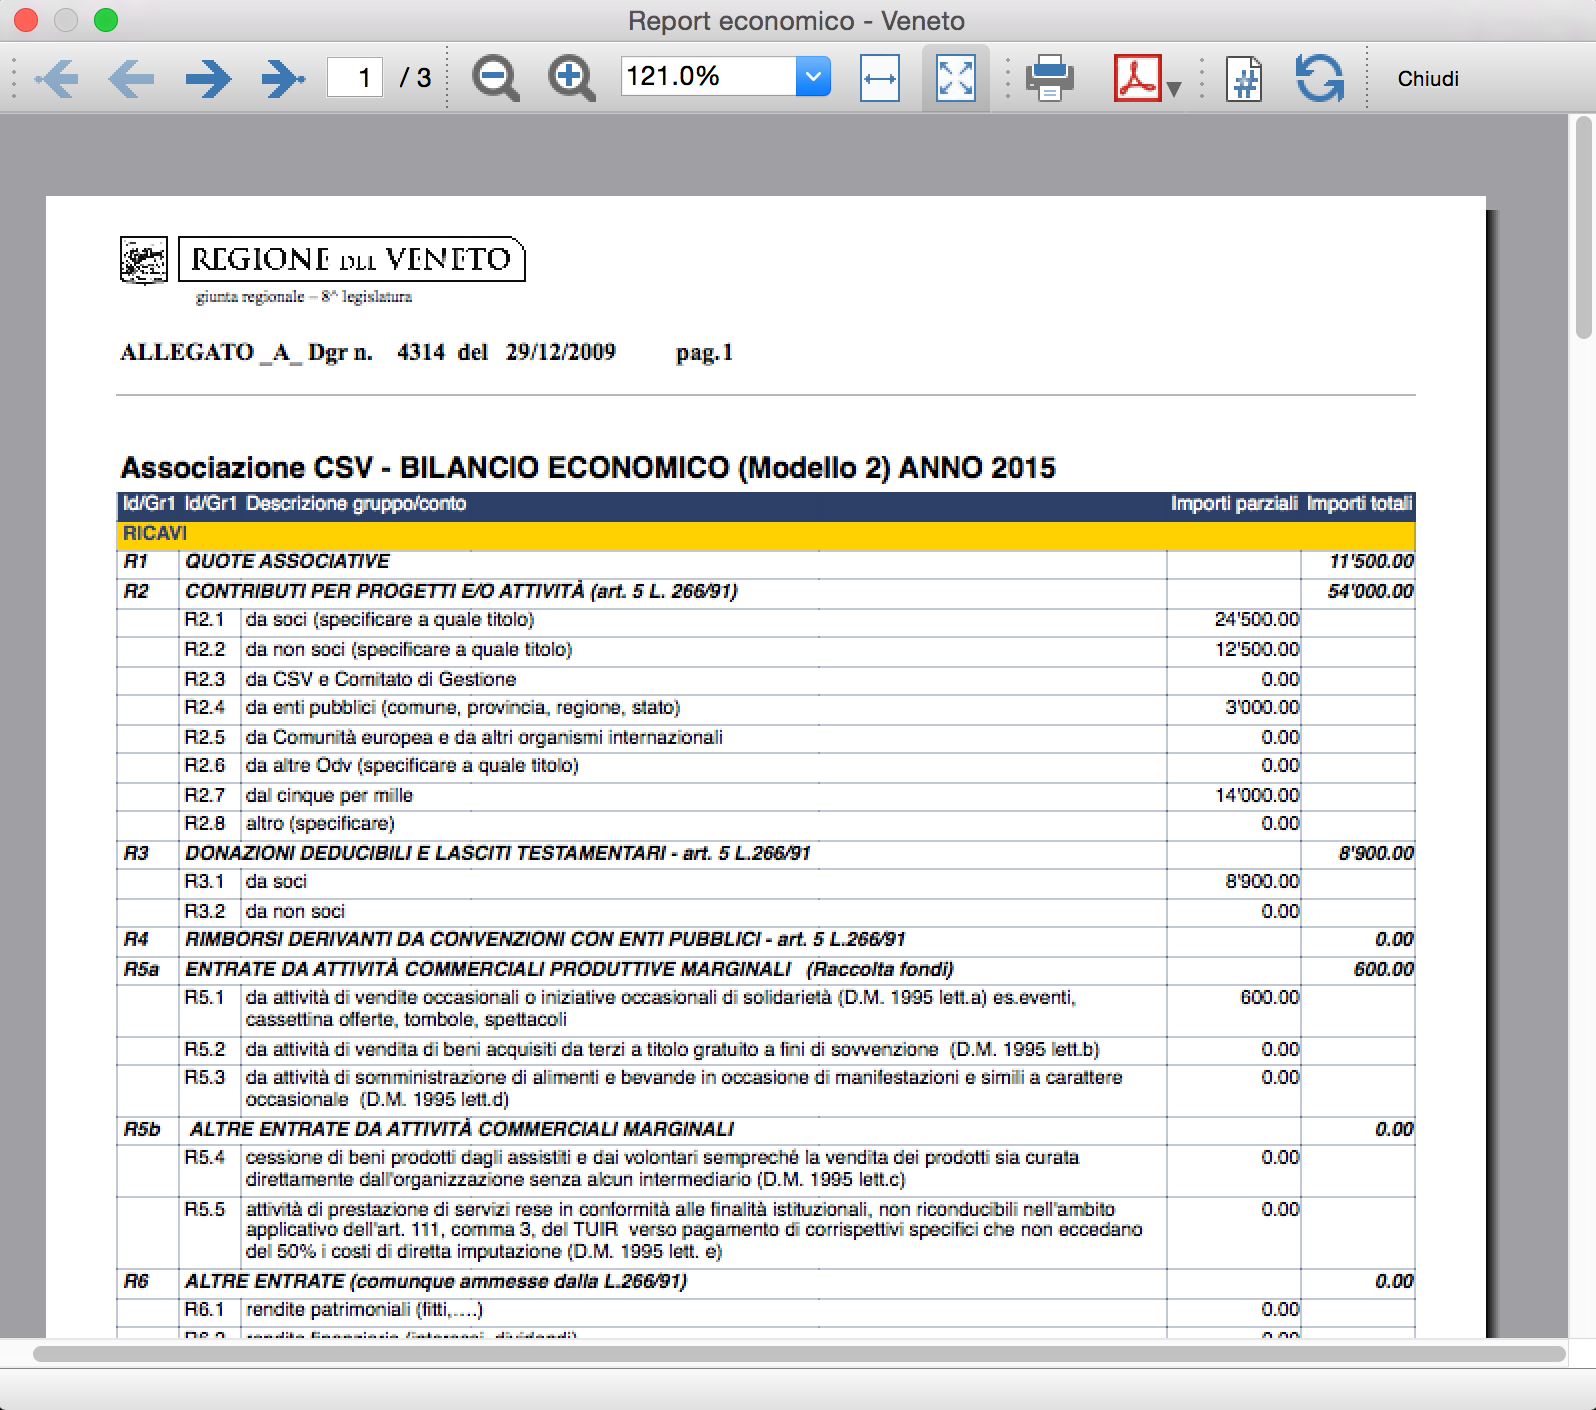 Report economico - Veneto
1 / 3 121.0% Chiudi
REGIONE DEL VENETO
giunta regionale – 8^ legislatura
ALLEGATO _A_ Dgr n. 4314 del 29/12/2009 pag.1
Associazione CSV - BILANCIO ECONOMICO (Modello 2) ANNO 2015
Id/Gr1 Id/Gr1 Descrizione gruppo/conto Importi parziali Importi totali
RICAVI
R1 QUOTE ASSOCIATIVE 11'500.00
R2 CONTRIBUTI PER PROGETTI E/O ATTIVITÀ (art. 5 L. 266/91) 54'000.00
R2.1 da soci (specificare a quale titolo) 24'500.00
R2.2 da non soci (specificare a quale titolo) 12'500.00
R2.3 da CSV e Comitato di Gestione 0.00
R2.4 da enti pubblici (comune, provincia, regione, stato) 3'000.00
R2.5 da Comunità europea e da altri organismi internazionali 0.00
R2.6 da altre Odv (specificare a quale titolo) 0.00
R2.7 dal cinque per mille 14'000.00
R2.8 altro (specificare) 0.00
R3 DONAZIONI DEDUCIBILI E LASCITI TESTAMENTARI - art. 5 L.266/91 8'900.00
R3.1 da soci 8'900.00
R3.2 da non soci 0.00
R4 RIMBORSI DERIVANTI DA CONVENZIONI CON ENTI PUBBLICI - art. 5 L.266/91 0.00
R5a ENTRATE DA ATTIVITÀ COMMERCIALI PRODUTTIVE MARGINALI (Raccolta fondi) 600.00
R5.1 da attività di vendite occasionali o iniziative occasionali di solidarietà (D.M. 1995 lett.a) es.eventi, 600.00
cassettina offerte, tombole, spettacoli
R5.2 da attività di vendita di beni acquisiti da terzi a titolo gratuito a fini di sovvenzione (D.M. 1995 lett.b) 0.00
R5.3 da attività di somministrazione di alimenti e bevande in occasione di manifestazioni e simili a carattere 0.00
occasionale (D.M. 1995 lett.d)
R5b ALTRE ENTRATE DA ATTIVITÀ COMMERCIALI MARGINALI 0.00
R5.4 cessione di beni prodotti dagli assistiti e dai volontari sempreché la vendita dei prodotti sia curata 0.00
direttamente dall'organizzazione senza alcun intermediario (D.M. 1995 lett.c)
R5.5 attività di prestazione di servizi rese in conformità alle finalità istituzionali, non riconducibili nell'ambito 0.00
applicativo dell'art. 111, comma 3, del TUIR verso pagamento di corrispettivi specifici che non eccedano
del 50% i costi di diretta imputazione (D.M. 1995 lett. e)
R6 ALTRE ENTRATE (comunque ammesse dalla L.266/91) 0.00
R6.1 rendite patrimoniali (fitti,....) 0.00
R6.2 rendite finanziarie (interessi, dividendi) 0.00